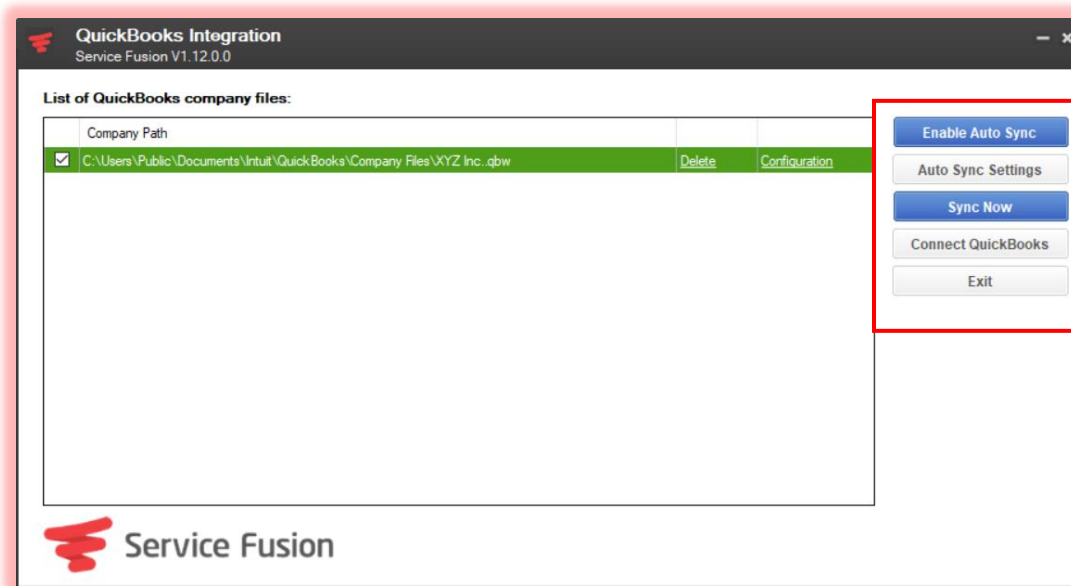 QuickBooks Integration
Service Fusion V1.12.0.0
List of QuickBooks company files:
Company Path
C:\Users\Public\Documents\Intuit\QuickBooks\Company Files\XYZ Inc..qbw Delete Configuration
Enable Auto Sync
Auto Sync Settings
Sync Now
Connect QuickBooks
Exit
Service Fusion